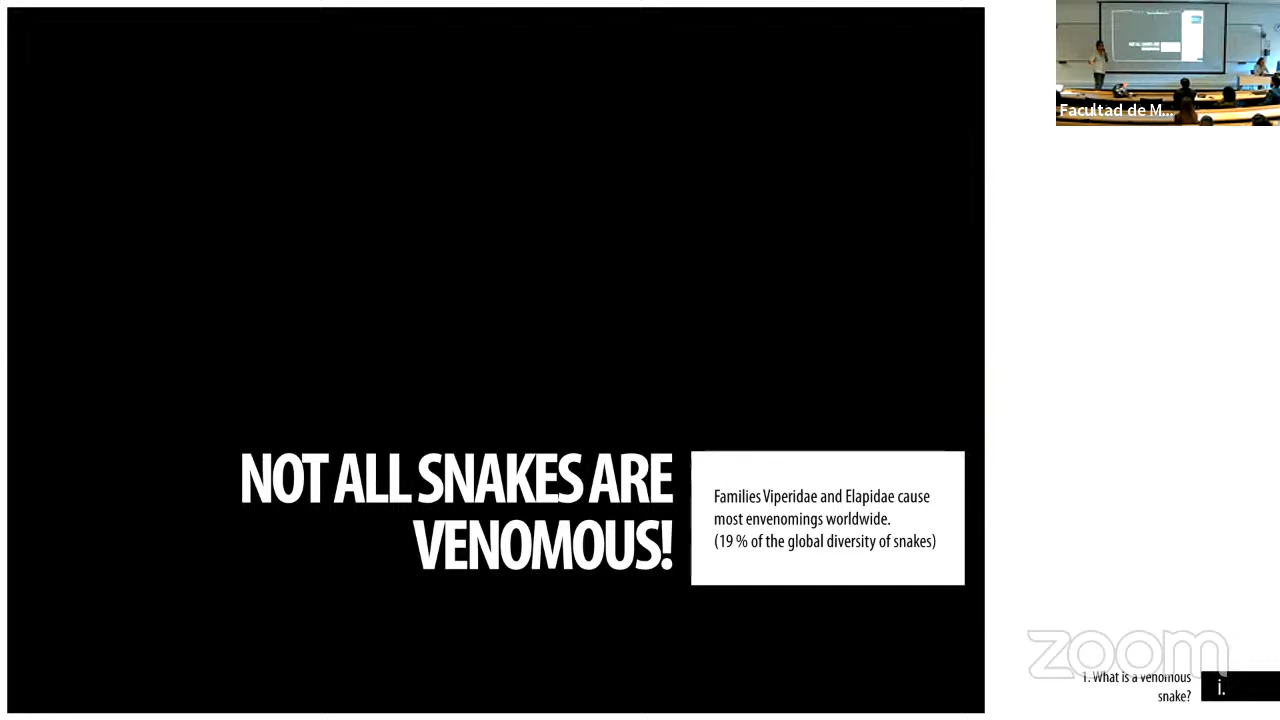 NOT ALL SNAKES ARE
VENOMOUS!
Families Viperidae and Elapidae cause
most envenomings worldwide.
(19 % of the global diversity of snakes)
Facultad de M...
zoom
1. What is a venomous
snake?
i.